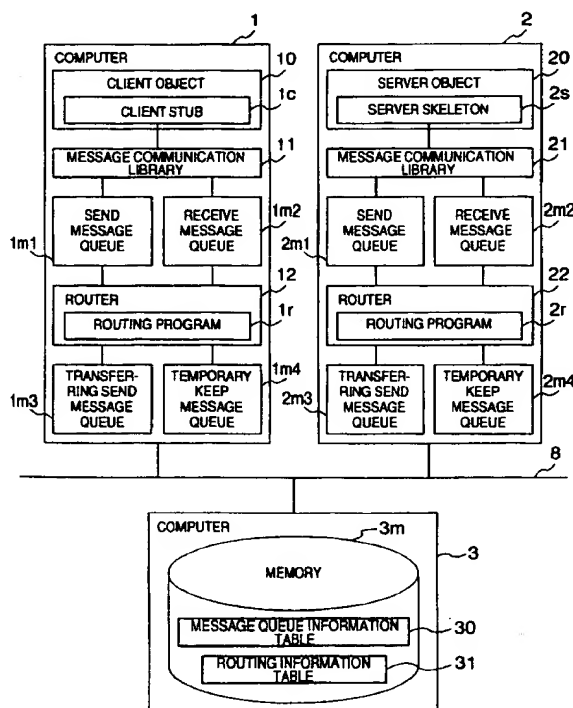 1
COMPUTER
10
CLIENT OBJECT
1c
CLIENT STUB
11
MESSAGE COMMUNICATION
LIBRARY
SEND
MESSAGE
QUEUE
1m1
RECEIVE
MESSAGE
QUEUE
1m2
12
ROUTER
1r
ROUTING PROGRAM
TRANSFER-
RING SEND
MESSAGE
QUEUE
1m3
TEMPORARY
KEEP
MESSAGE
QUEUE
1m4
2
COMPUTER
20
SERVER OBJECT
2s
SERVER SKELETON
21
MESSAGE COMMUNICATION
LIBRARY
SEND
MESSAGE
QUEUE
2m1
RECEIVE
MESSAGE
QUEUE
2m2
22
ROUTER
2r
ROUTING PROGRAM
TRANSFER-
RING SEND
MESSAGE
QUEUE
2m3
TEMPORARY
KEEP
MESSAGE
QUEUE
2m4
8
COMPUTER
3m
3
MEMORY
MESSAGE QUEUE INFORMATION
TABLE
30
ROUTING INFORMATION
TABLE
31